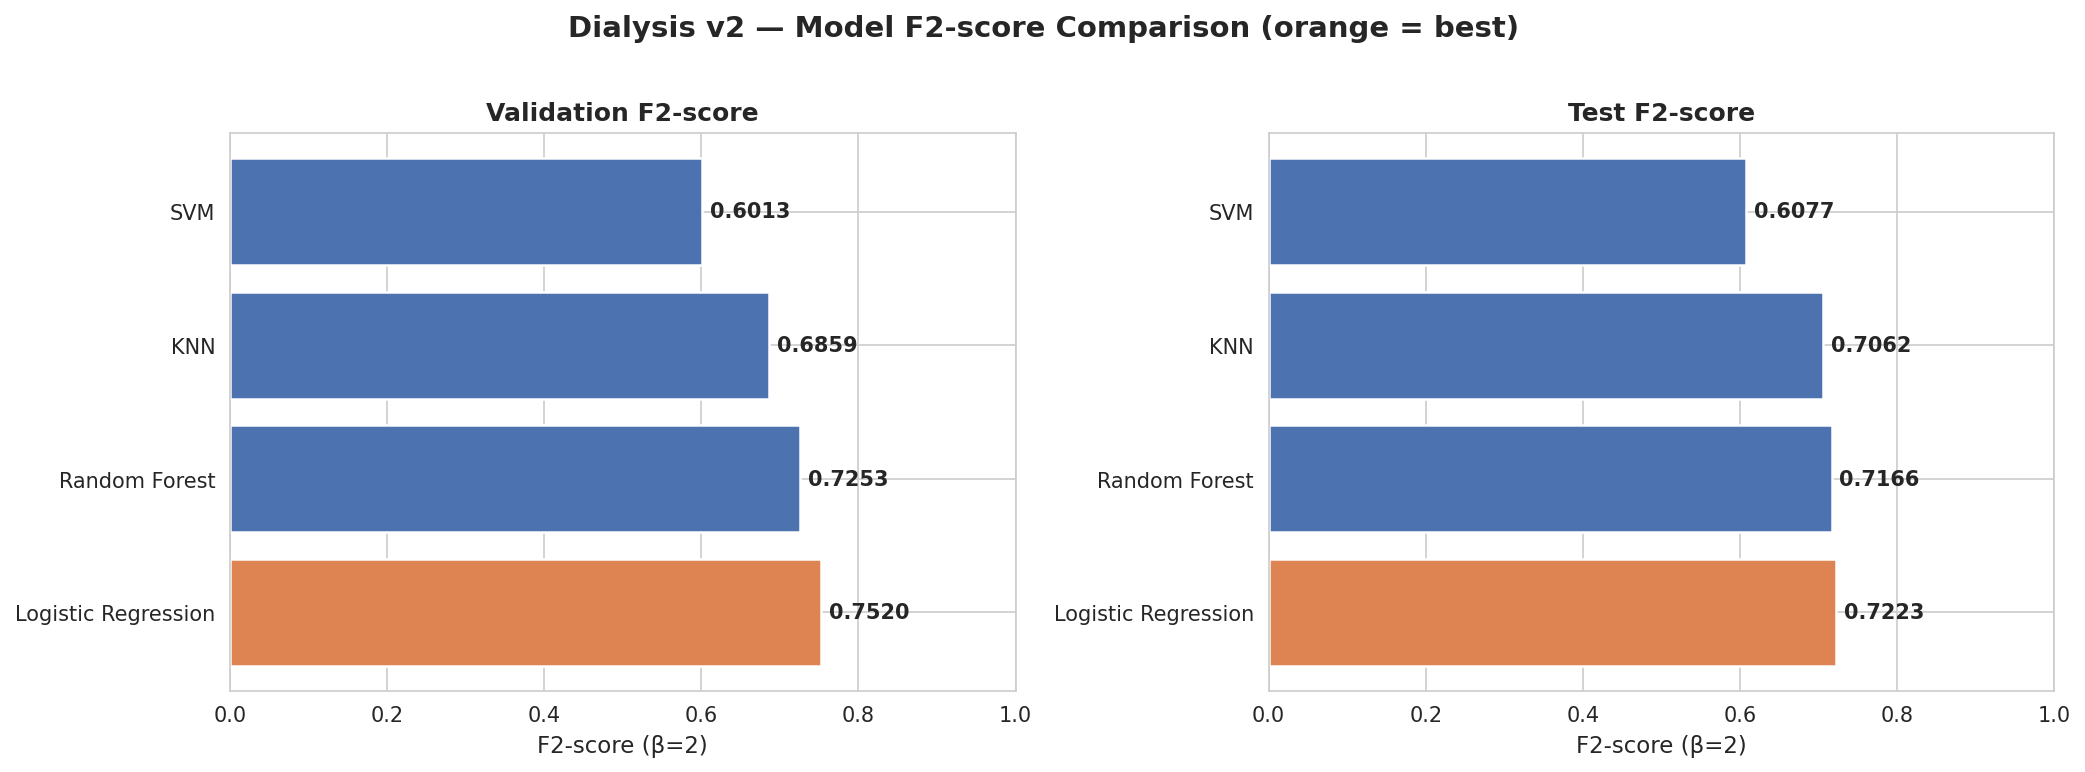 Dialysis v2 — Model F2-score Comparison (orange = best)
Validation F2-score
SVM
0.6013
KNN
0.6859
Random Forest
0.7253
Logistic Regression
0.7520
0.0 0.2 0.4 0.6 0.8 1.0
F2-score (β=2)
Test F2-score
SVM
0.6077
KNN
0.7062
Random Forest
0.7166
Logistic Regression
0.7223
0.0 0.2 0.4 0.6 0.8 1.0
F2-score (β=2)